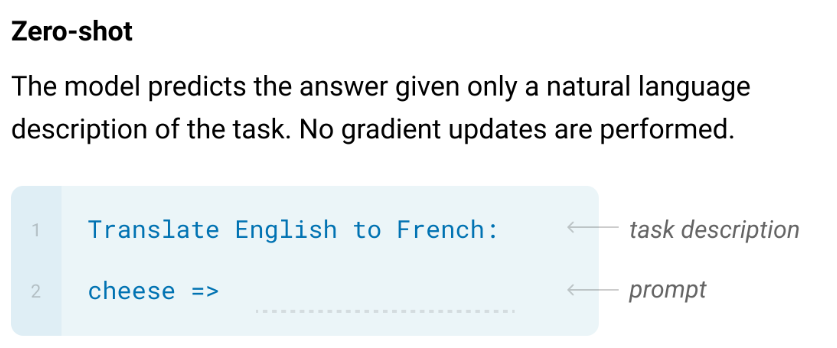 Zero-shot
The model predicts the answer given only a natural language
description of the task. No gradient updates are performed.
1 Translate English to French: task description
2 cheese => prompt